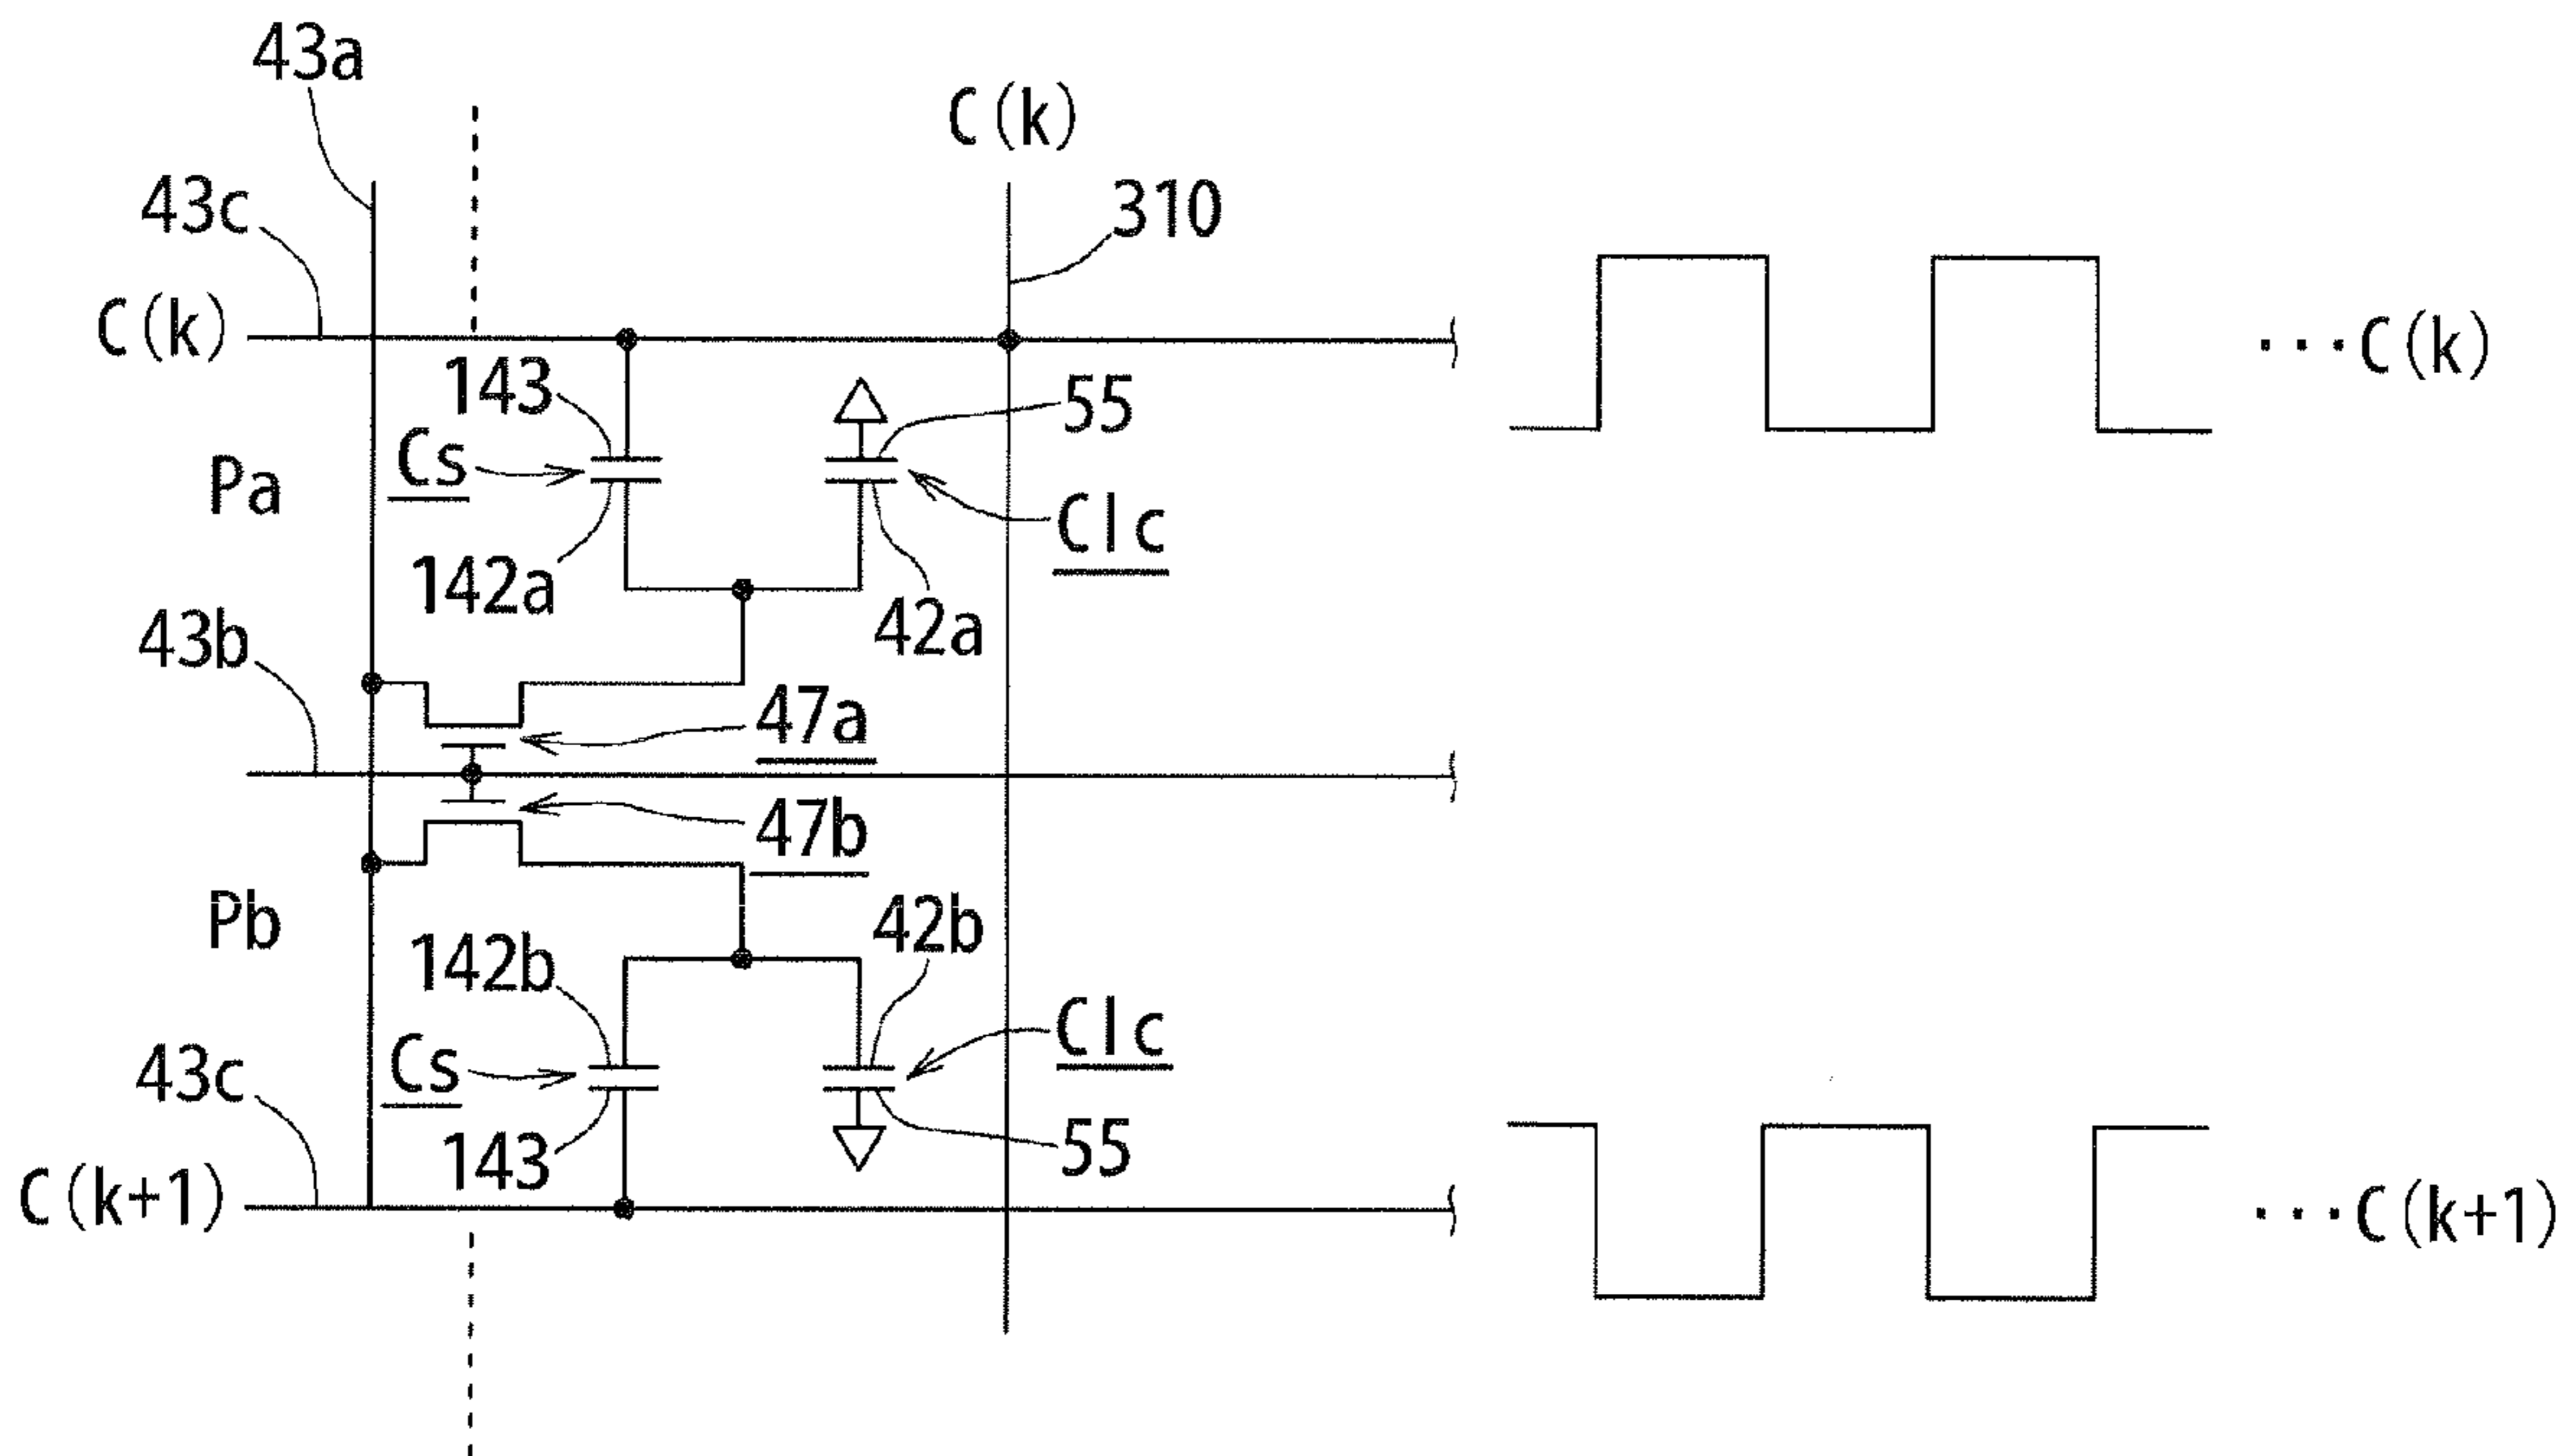 43a
C(k)
43c
310
C(k)
···C(k)
143
55
Cs
Pa
Clc
142a
42a
43b
47a
47b
Pb
42b
142b
Clc
Cs
43c
143
55
C(k+1)
···C(k+1)